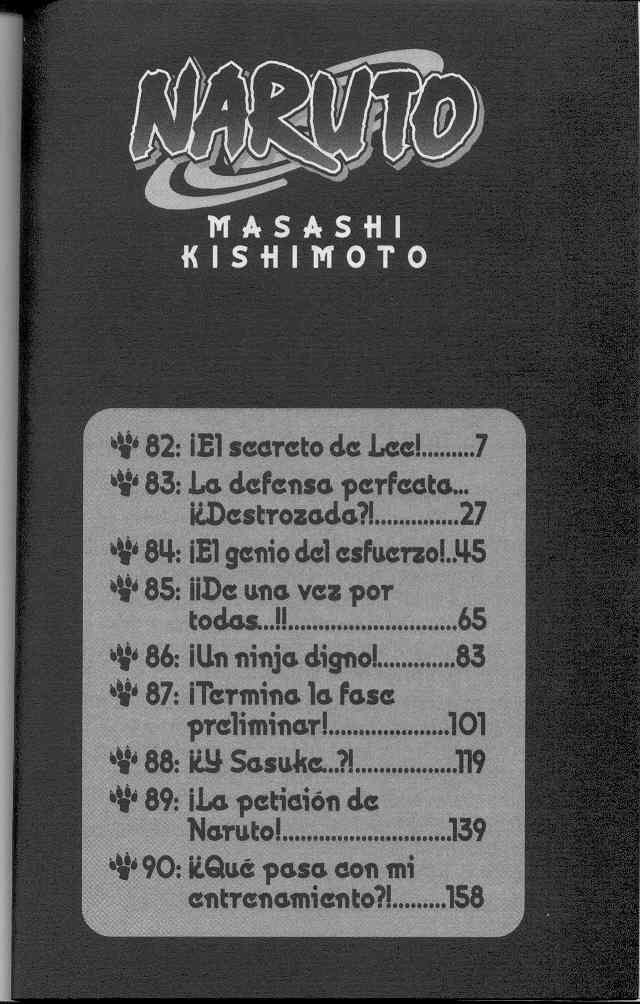 NARUTO
MASASHI
KISHIMOTO
82: ¡El secreto de Lee!.........7
83: La defensa perfecta...
¡¿Destrozada?!..............27
84: ¡El genio del esfuerzo!..45
85: ¡¡De una vez por
todas...!!............................65
86: ¡Un ninja digno!.............83
87: ¡Termina la fase
preliminar!....................101
88: ¡¿Y Sasuke...?!.................119
89: ¡La petición de
Naruto!............................139
90: ¡¿Qué pasa con mi
entrenamiento?!.........158